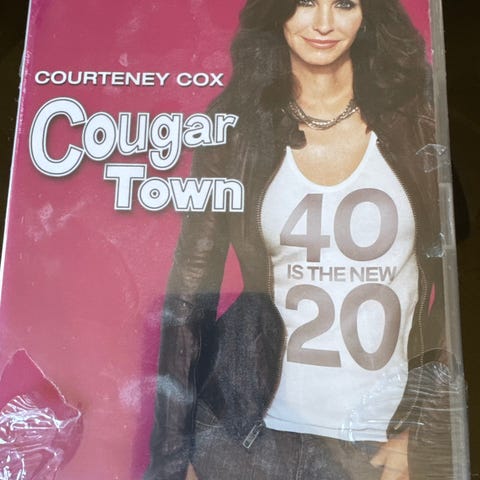 COURTENEY COX
Cougar
Town
40
IS THE NEW
20